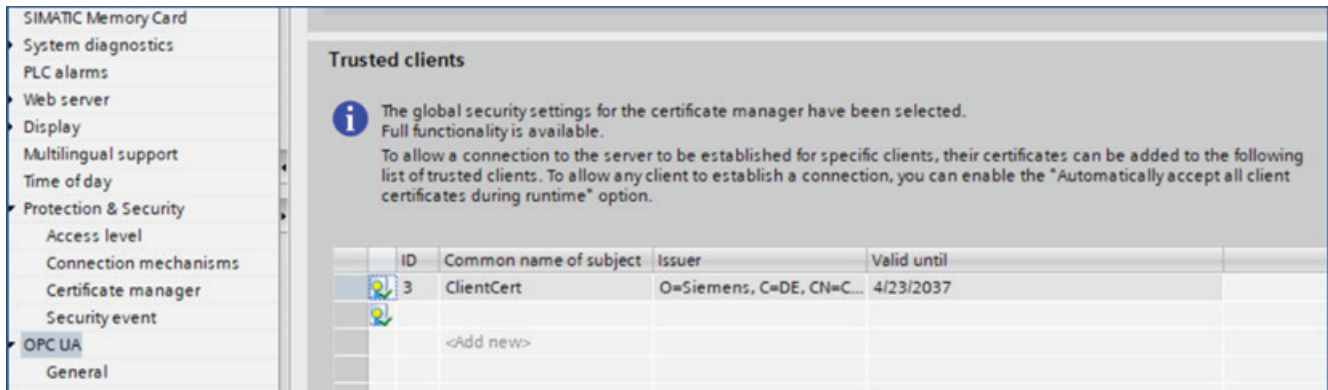 SIMATIC Memory Card
System diagnostics
PLC alarms
Web server
Display
Multilingual support
Time of day
Protection & Security
Access level
Connection mechanisms
Certificate manager
Security event
OPC UA
General
Trusted clients
The global security settings for the certificate manager have been selected.
Full functionality is available.
To allow a connection to the server to be established for specific clients, their certificates can be added to the following
list of trusted clients. To allow any client to establish a connection, you can enable the "Automatically accept all client
certificates during runtime" option.
ID Common name of subject Issuer Valid until
3 ClientCert O=Siemens, C=DE, CN=C... 4/23/2037
<Add new>